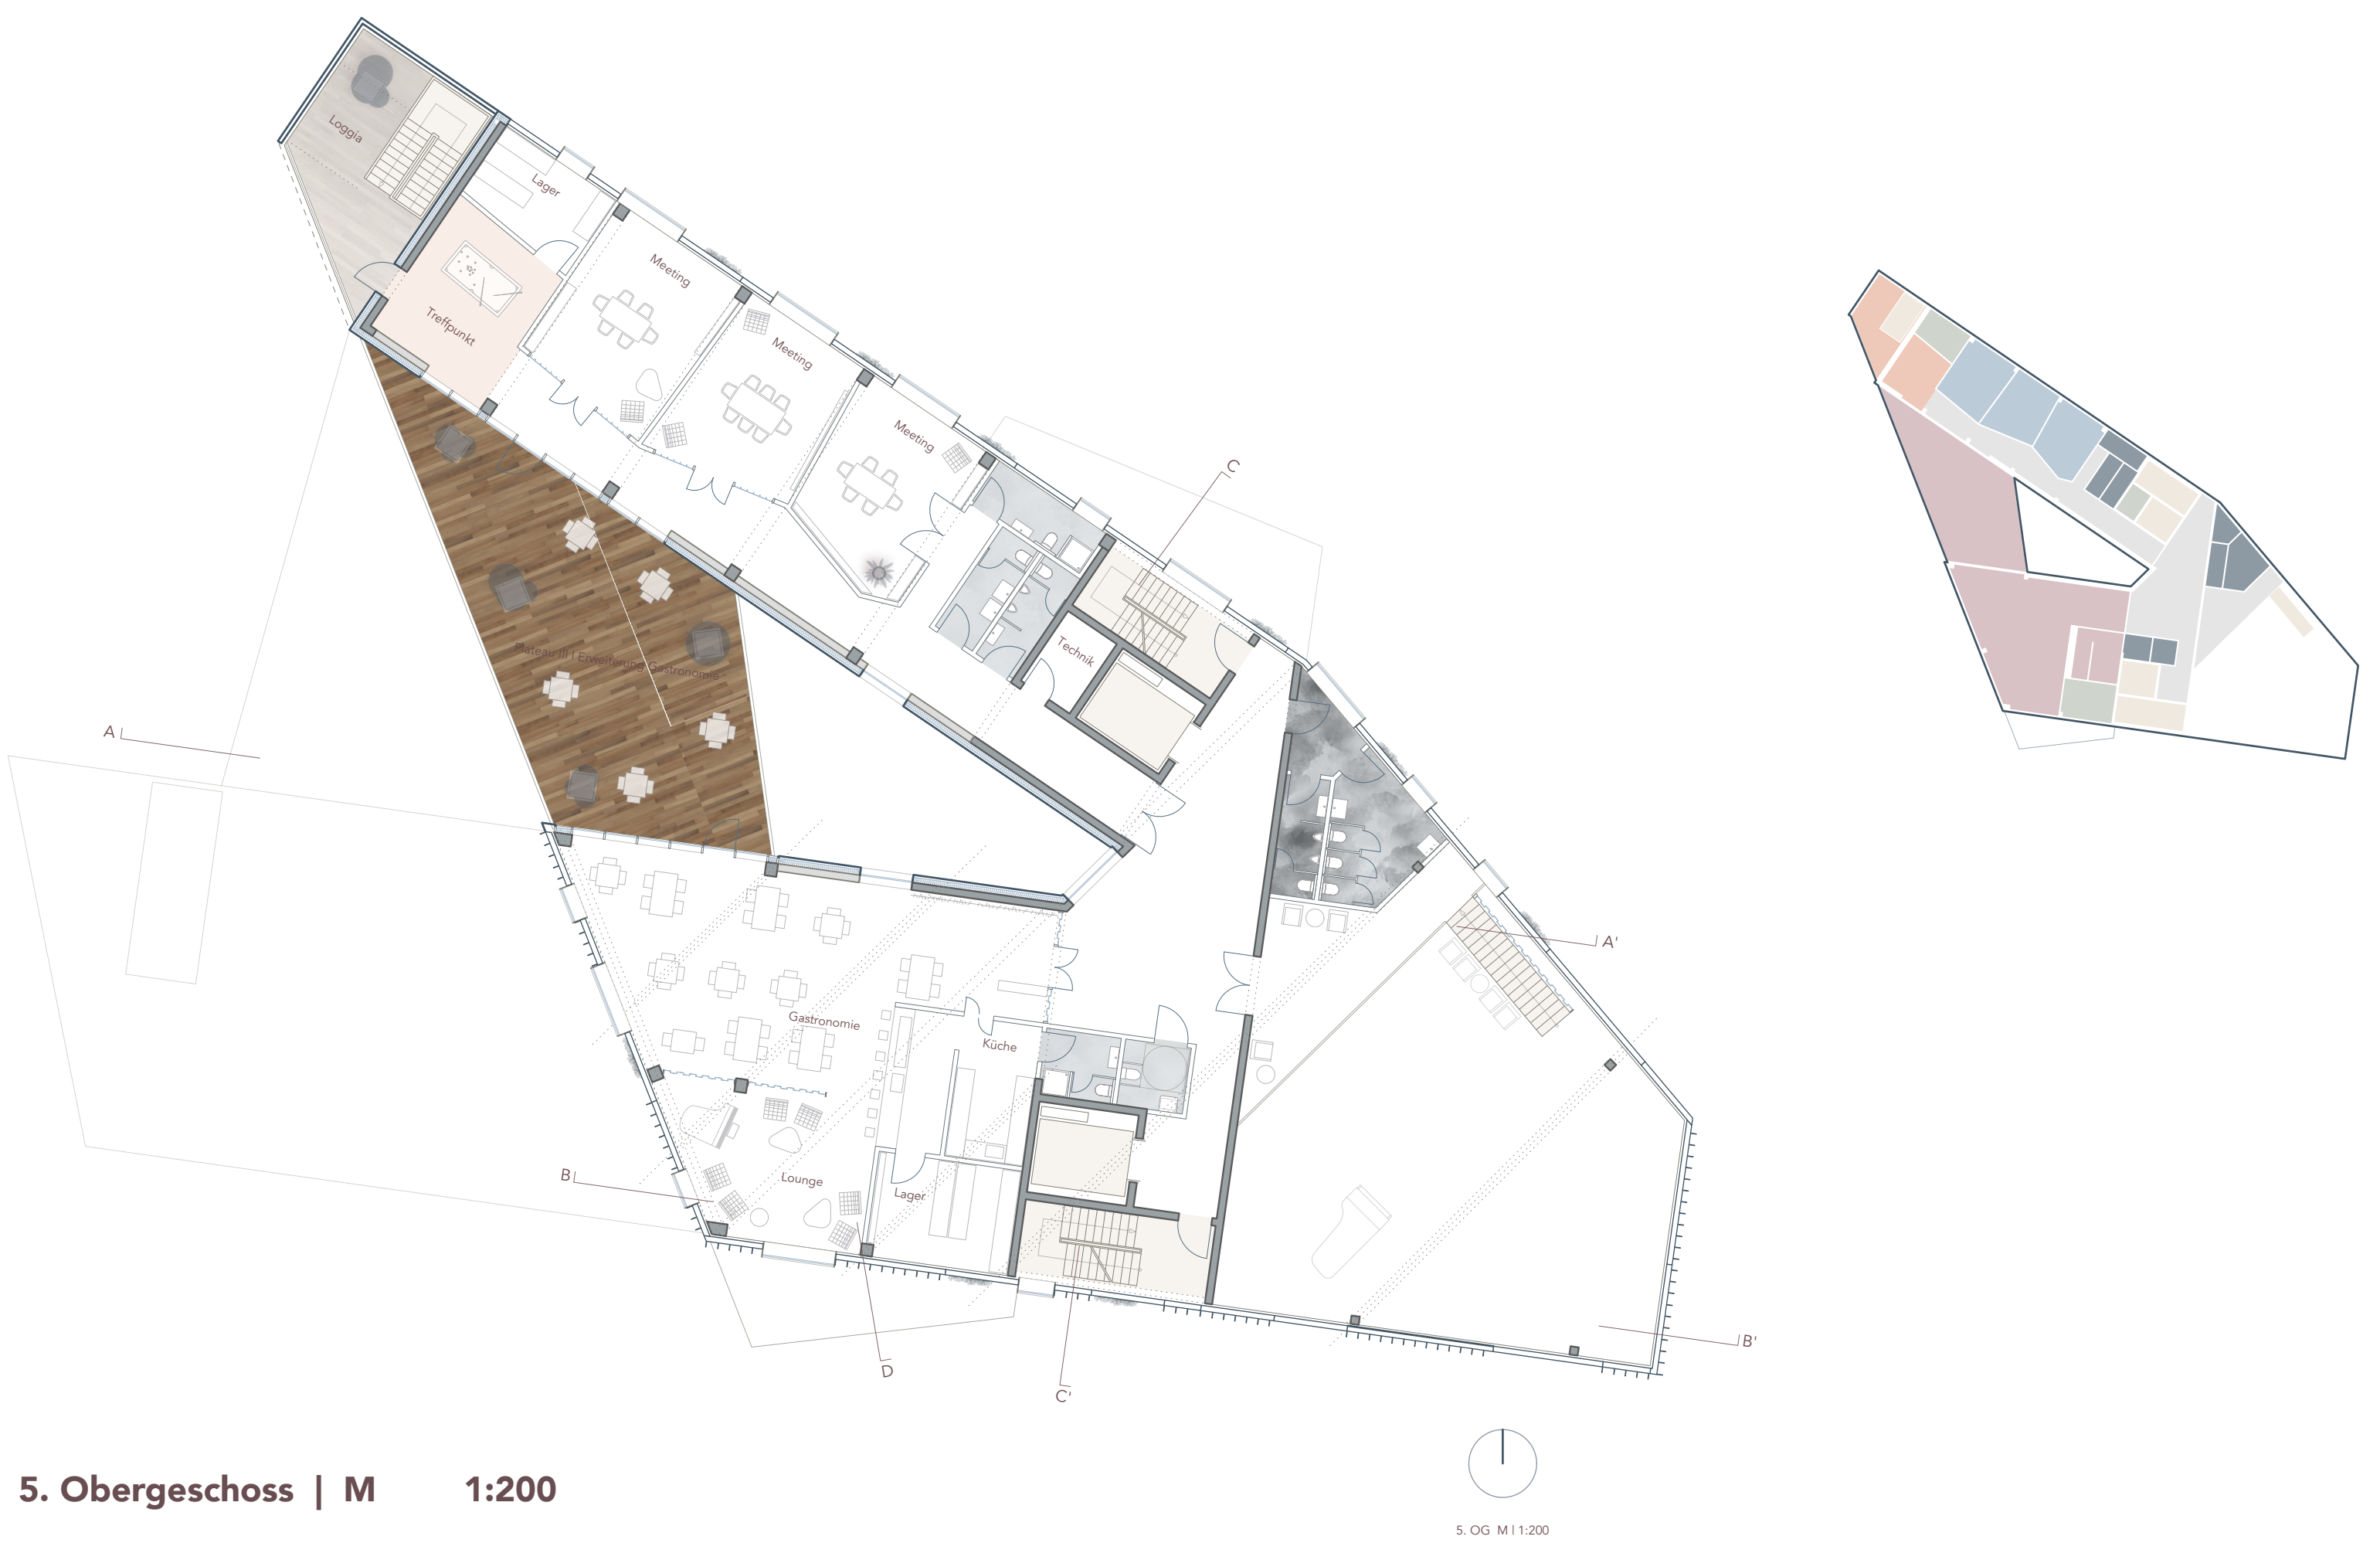 Loggia
Lager
Treffpunkt
Meeting
Meeting
Meeting
C
Technik
Plateau III | Erweiterung Gastronomie
A
A'
Gastronomie
Küche
B
Lounge
Lager
B'
D
C'
5. Obergeschoss | M 1:200
5. OG M | 1:200